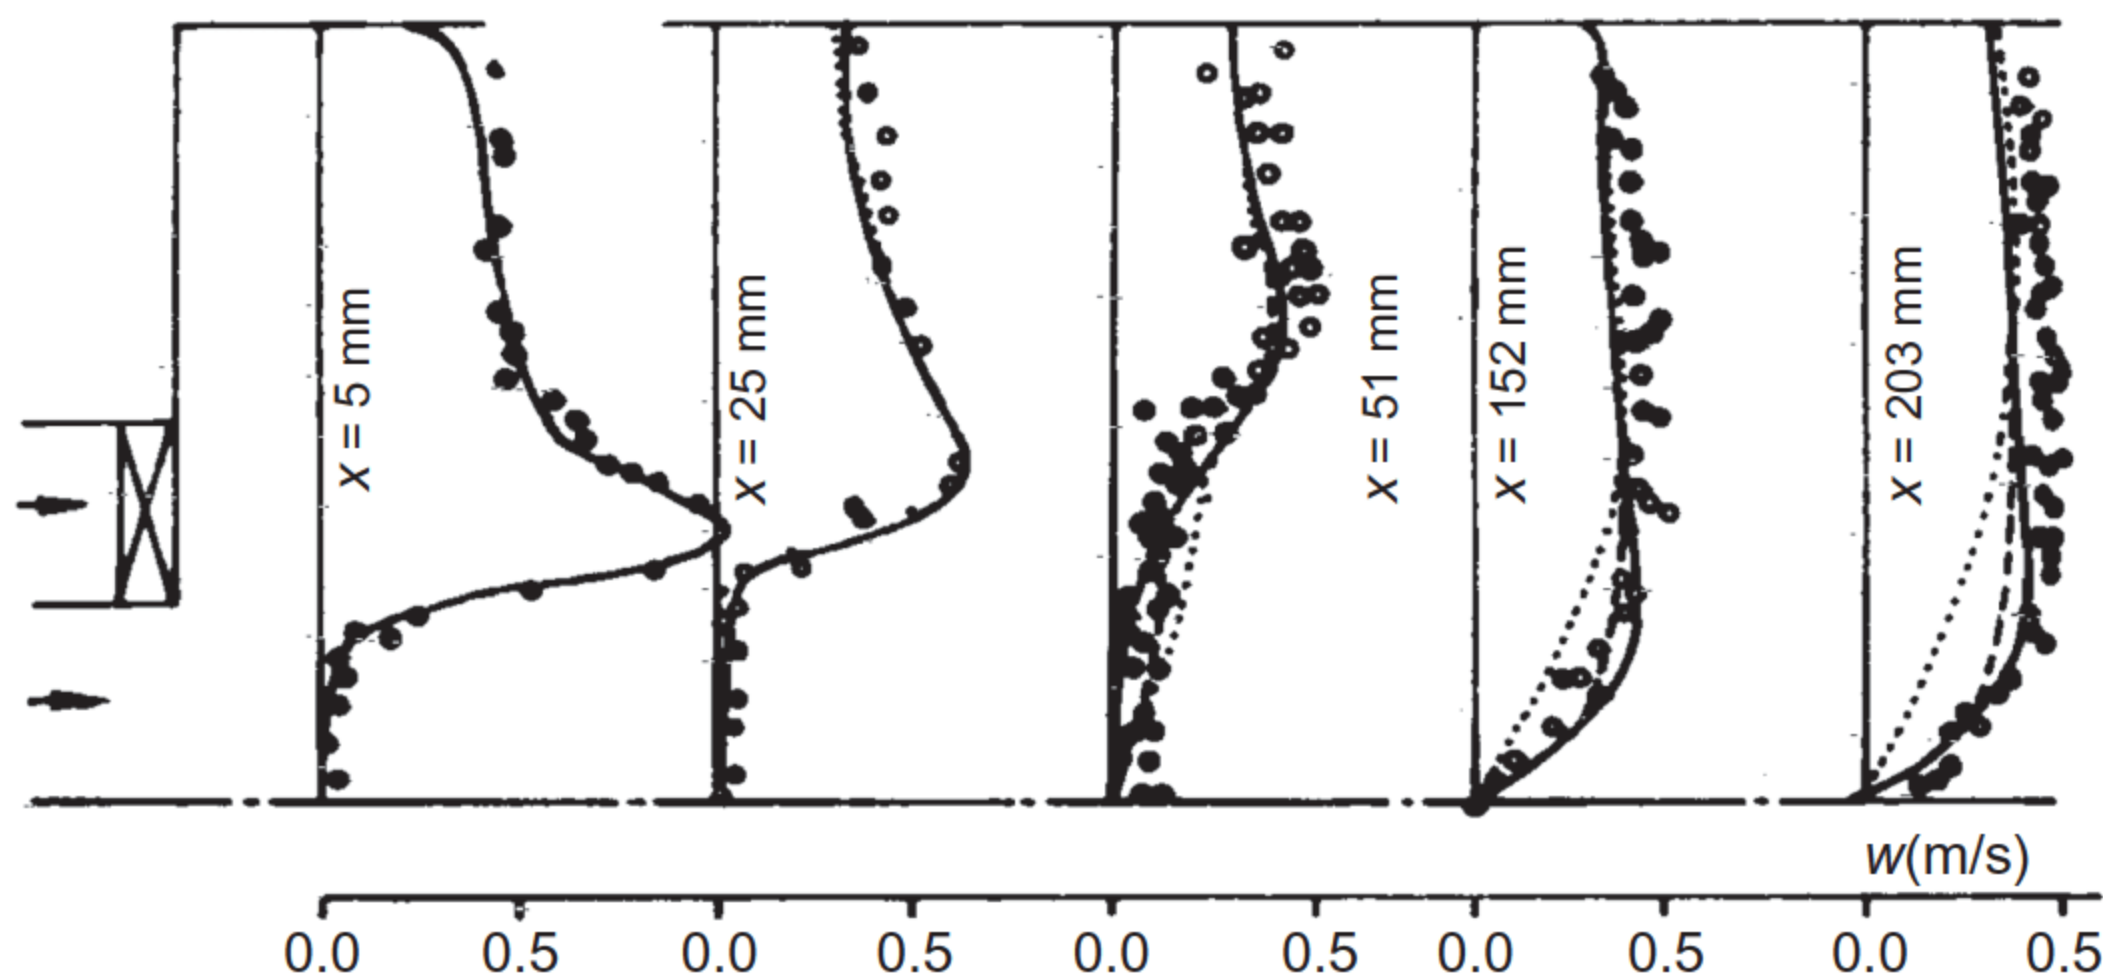 x = 5 mm
x = 25 mm
x = 51 mm
x = 152 mm
x = 203 mm
w(m/s)
0.0 0.5 0.0 0.5 0.0 0.5 0.0 0.5 0.0 0.5